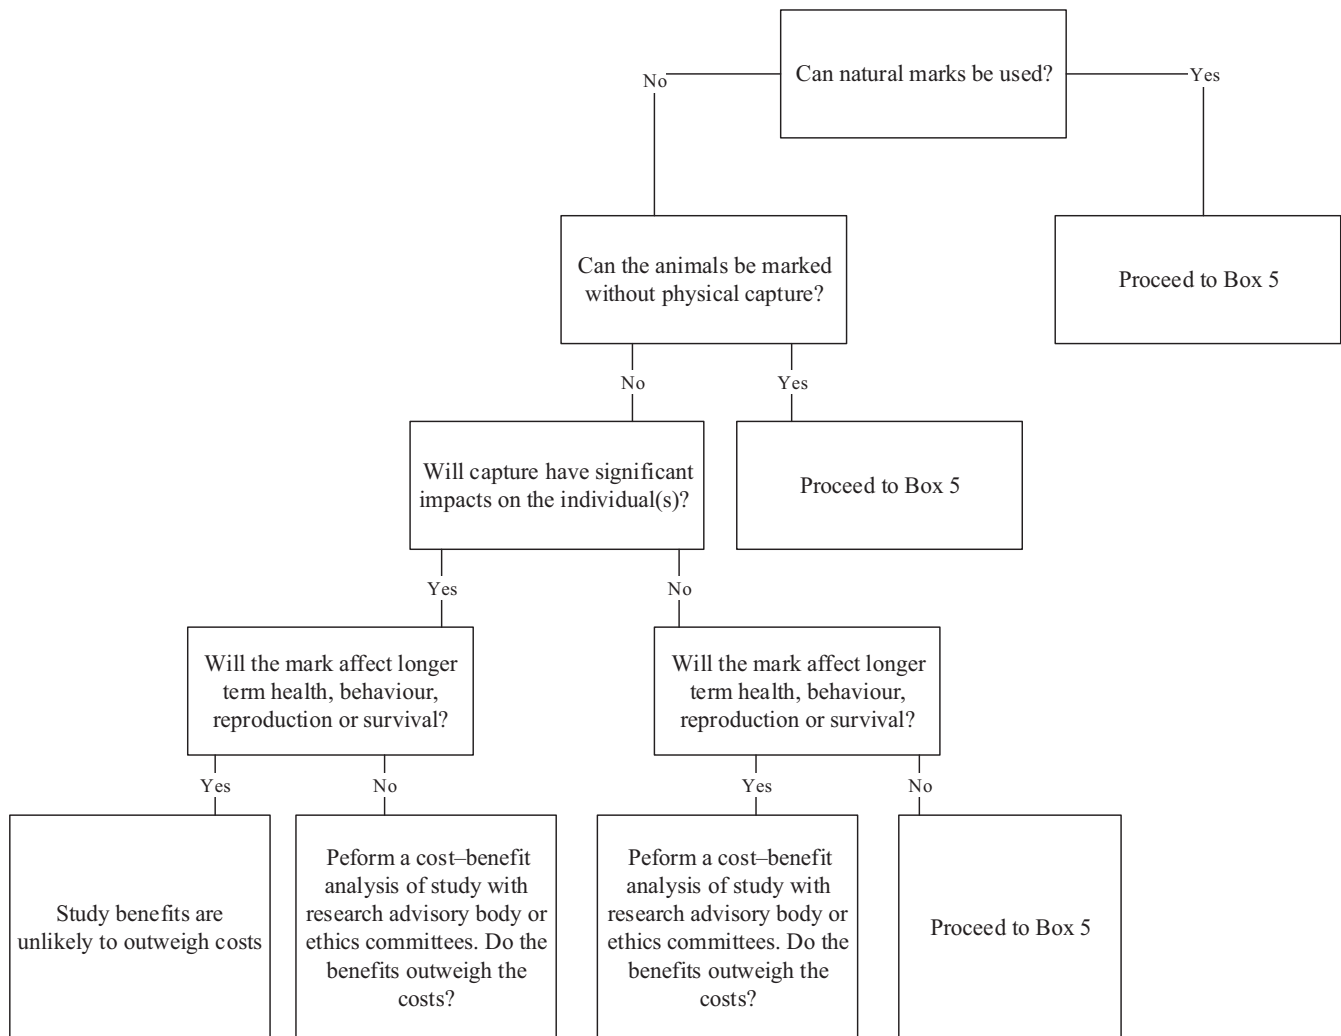 Can natural marks be used?
No
Yes
Can the animals be marked
without physical capture?
Proceed to Box 5
No
Yes
Will capture have significant
impacts on the individual(s)?
Proceed to Box 5
Yes
No
Will the mark affect longer
term health, behaviour,
reproduction or survival?
Will the mark affect longer
term health, behaviour,
reproduction or survival?
Yes
No
Yes
No
Study benefits are
unlikely to outweigh costs
Peform a cost–benefit
analysis of study with
research advisory body or
ethics committees. Do the
benefits outweigh the
costs?
Peform a cost–benefit
analysis of study with
research advisory body or
ethics committees. Do the
benefits outweigh the
costs?
Proceed to Box 5